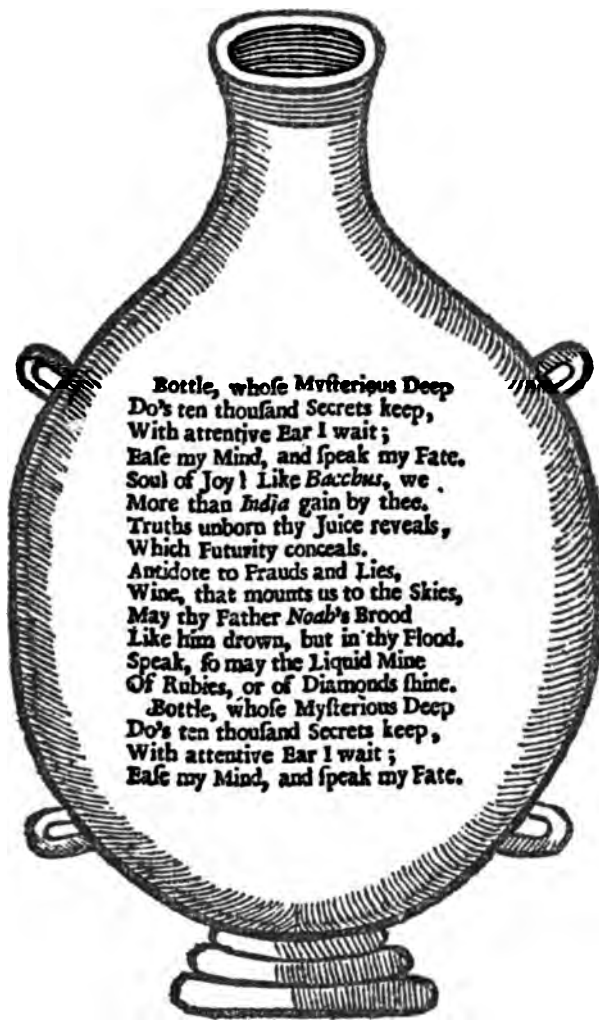 Bottle, whoſe Myſterious Deep
Do's ten thouſand Secrets keep,
With attentive Ear I wait;
Eaſe my Mind, and ſpeak my Fate.
Soul of Joy! Like Bacchus, we
More than India gain by thee.
Truths unborn thy Juice reveals,
Which Futurity conceals.
Antidote to Frauds and Lies,
Wine, that mounts us to the Skies,
May thy Father Noah's Brood
Like him drown, but in thy Flood.
Speak, ſo may the Liquid Mine
Of Rubies, or of Diamonds ſhine.
Bottle, whoſe Myſterious Deep
Do's ten thouſand Secrets keep,
With attentive Ear I wait;
Eaſe my Mind, and ſpeak my Fate.